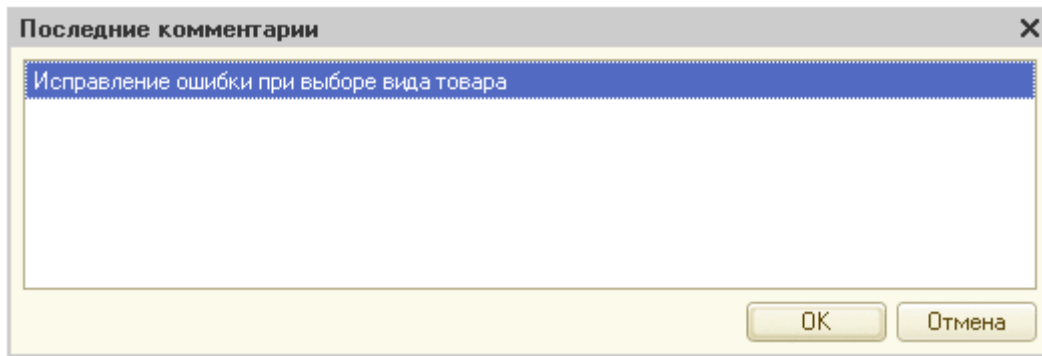 Последние комментарии
Исправление ошибки при выборе вида товара
OK
Отмена